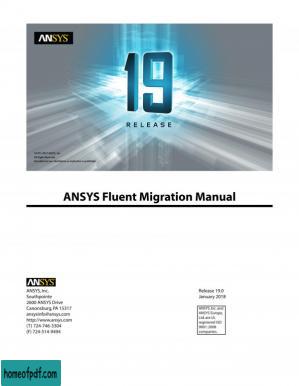 ANSYS
19
RELEASE
ANSYS Fluent Migration Manual
ANSYS
ANSYS, Inc.
Southpointe
2600 ANSYS Drive
Canonsburg, PA 15317
ansysinfo@ansys.com
http://www.ansys.com
(T) 724-746-3304
(F) 724-514-9494
Release 19.0
January 2018
ANSYS, Inc. and
ANSYS Europe,
Ltd. are UL
registered ISO
9001: 2008
companies.
homeofpdf.com